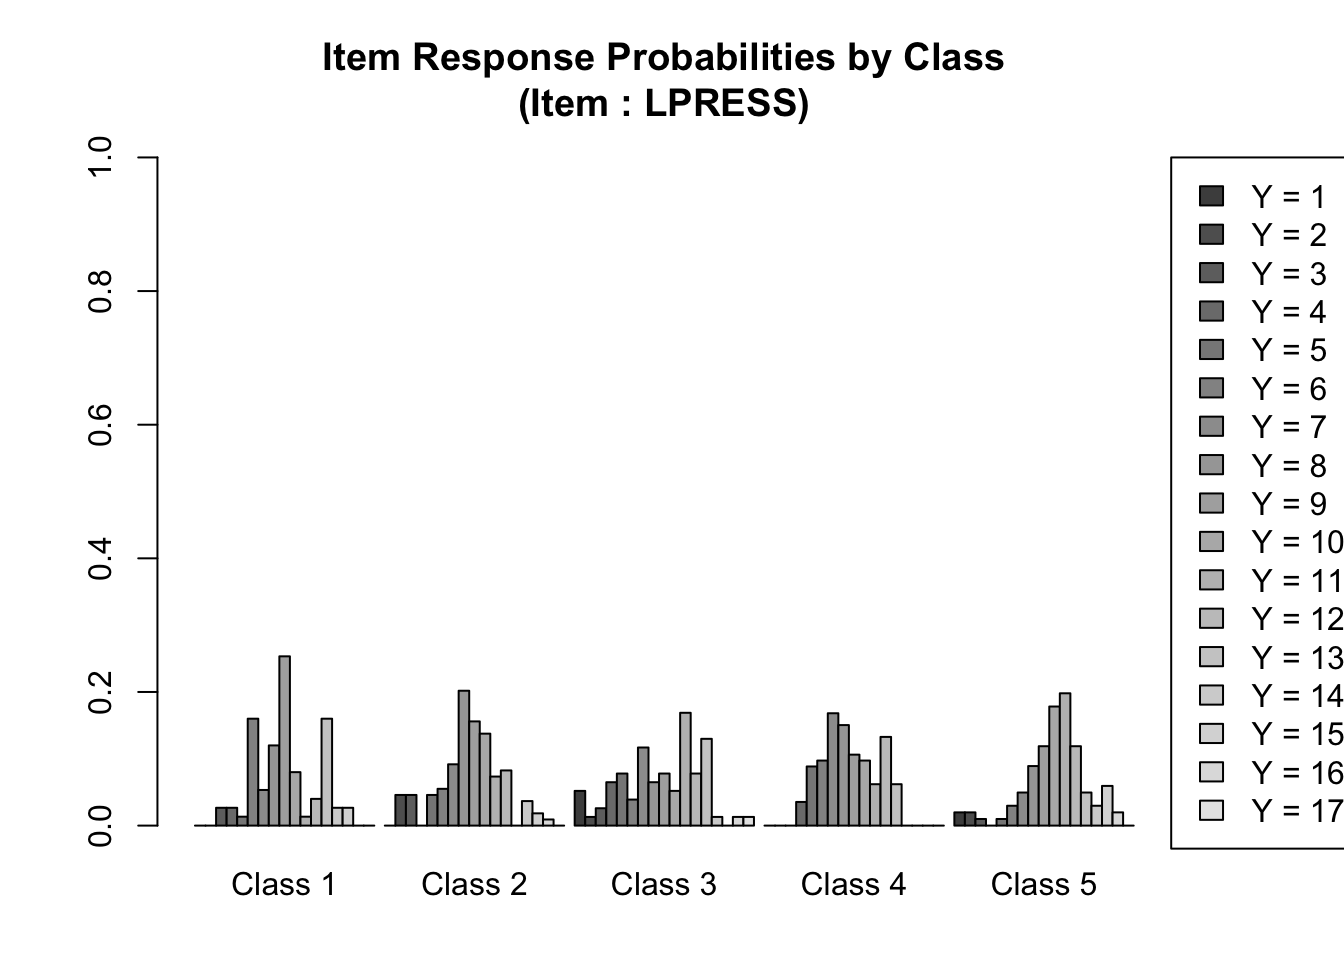 Item Response Probabilities by Class
(Item : LPRESS)
1.0
0.8
0.6
0.4
0.2
0.0
Class 1
Class 2
Class 3
Class 4
Class 5
Y = 1
Y = 2
Y = 3
Y = 4
Y = 5
Y = 6
Y = 7
Y = 8
Y = 9
Y = 10
Y = 11
Y = 12
Y = 13
Y = 14
Y = 15
Y = 16
Y = 17